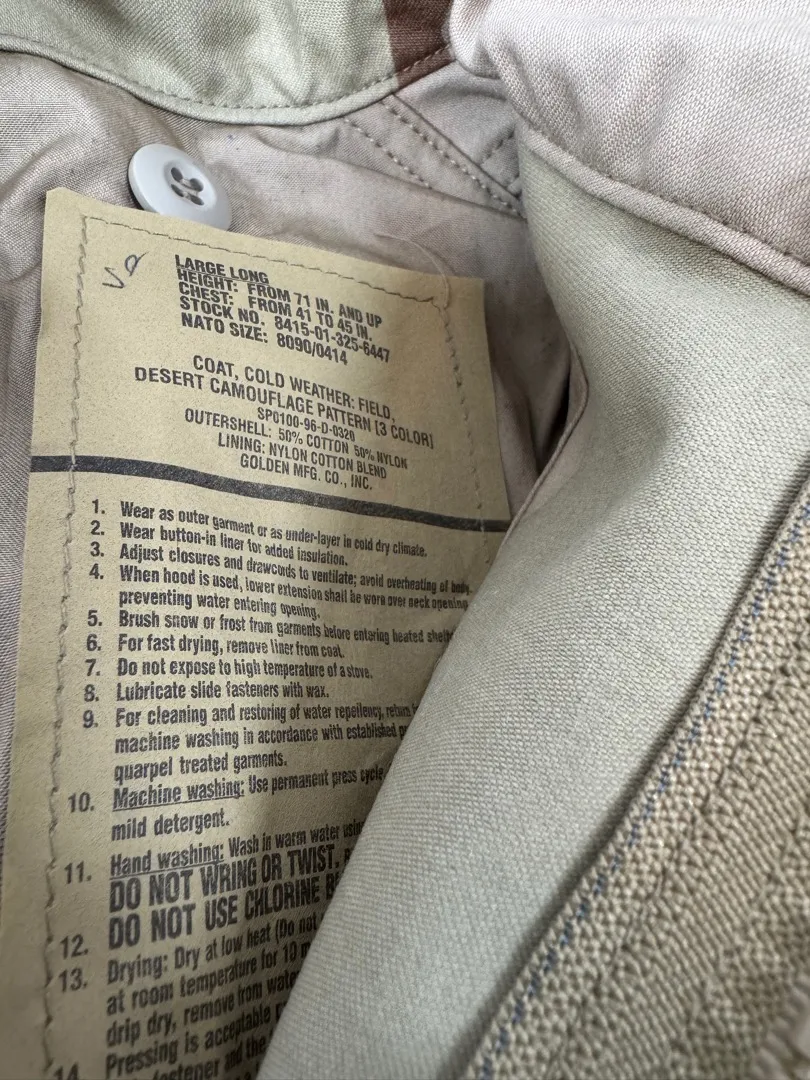 LARGE LONG
HEIGHT: FROM 71 IN. AND UP
CHEST: FROM 41 TO 45 IN.
STOCK NO. 8415-01-325-6447
NATO SIZE: 8090/0414
COAT, COLD WEATHER: FIELD,
DESERT CAMOUFLAGE PATTERN [3 COLOR]
SP0100-96-D-0320
OUTERSHELL: 50% COTTON 50% NYLON
LINING: NYLON COTTON BLEND
GOLDEN MFG. CO., INC.
1. Wear as outer garment or as under-layer in cold dry climate.
2. Wear button-in liner for added insulation.
3. Adjust closures and drawcords to ventilate; avoid overheating of body.
4. When hood is used, lower extension shall be worn over neck opening
preventing water entering opening.
5. Brush snow or frost from garments before entering heated
6. For fast drying, remove liner from coat.
7. Do not expose to high temperature of a stove.
8. Lubricate slide fasteners with wax.
9. For cleaning and restoring of water repellency, return
machine washing in accordance with established
quarpel treated garments.
10. Machine washing: Use permanent press cycle,
mild detergent.
11. Hand washing: Wash in warm water using
DO NOT WRING OR TWIST,
12. DO NOT USE CHLORINE
13. Drying: Dry at low heat (Do not
at room temperature for 10
drip dry, remove from water
14. Pressing is acceptable
fastener and the